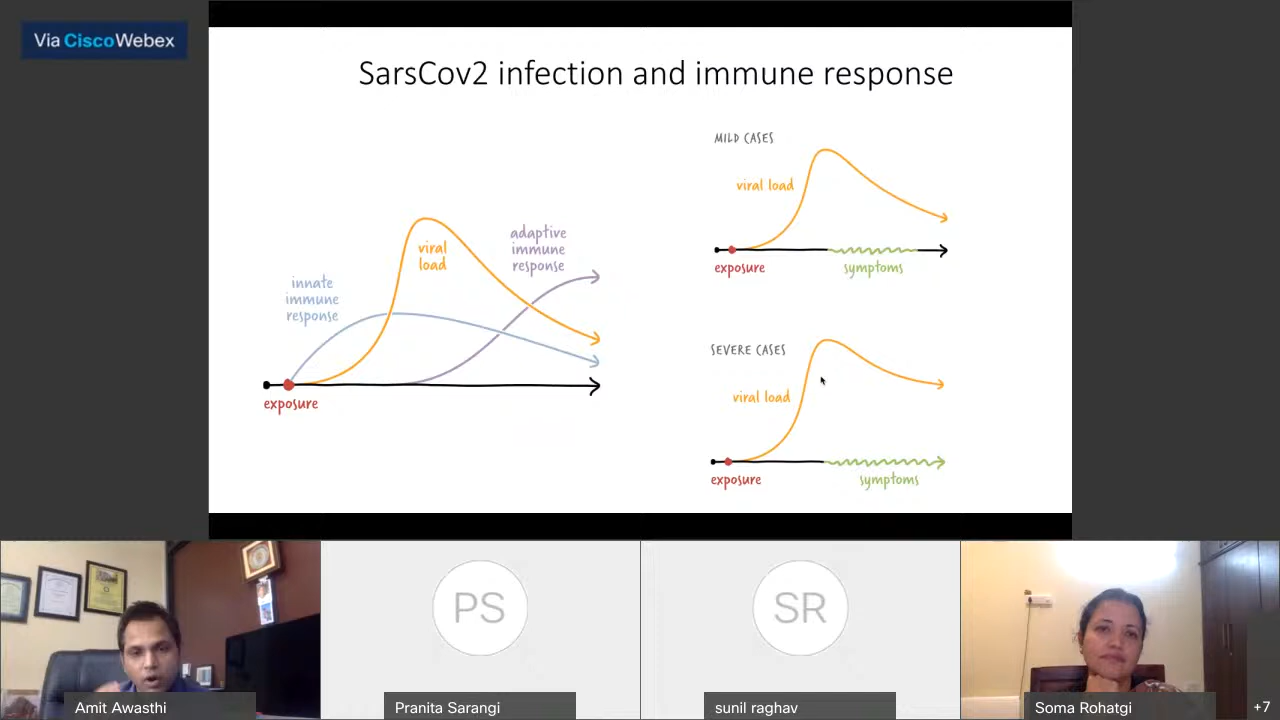 Via Cisco Webex
SarsCov2 infection and immune response
innate
immune
response
viral
load
adaptive
immune
response
exposure
MILD CASES
viral load
exposure
symptoms
SEVERE CASES
viral load
exposure
symptoms
PS
SR
Amit Awasthi
Pranita Sarangi
sunil raghav
Soma Rohatgi
+7